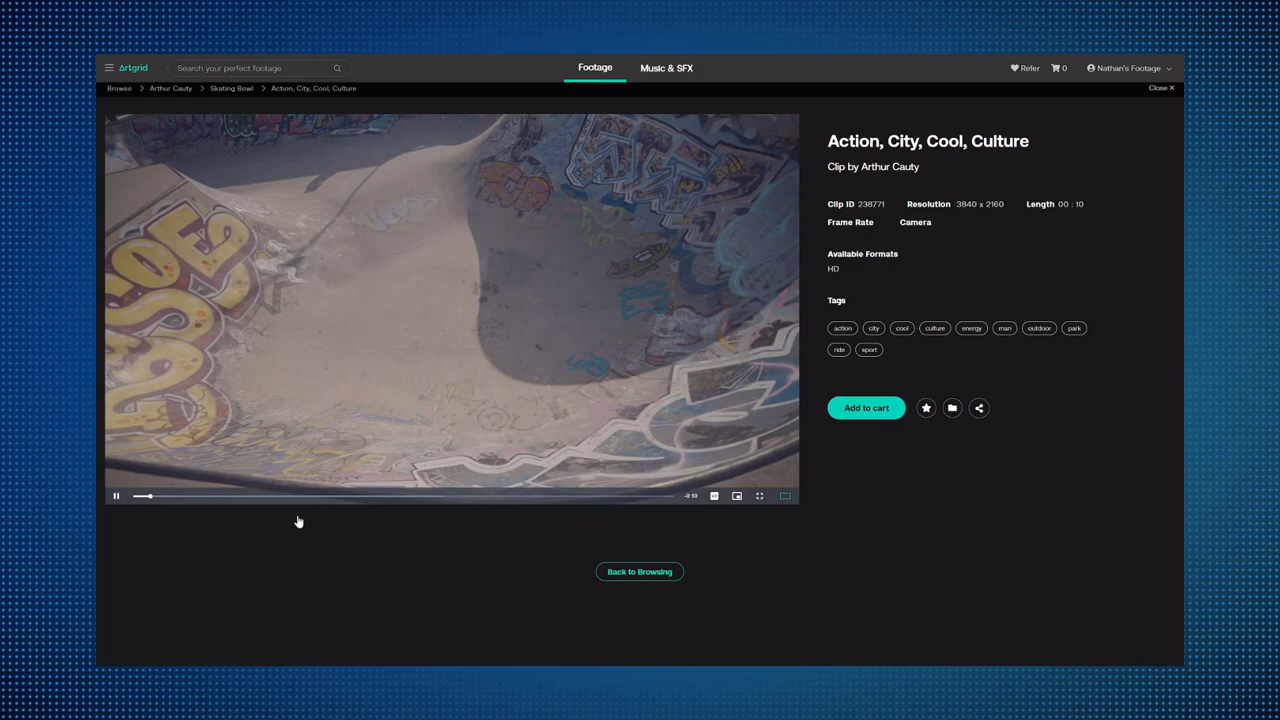 Artgrid
Search your perfect footage
Footage
Music & SFX
Refer
0
Nathan's Footage
Browse > Arthur Cauty > Skating Bowl > Action, City, Cool, Culture
Close ×
Action, City, Cool, Culture
Clip by Arthur Cauty
Clip ID 238771 Resolution 3840 x 2160 Length 00 : 10
Frame Rate Camera
Available Formats
HD
Tags
action city cool culture energy man outdoor park
ride sport
Add to cart
-0:10
HD
Back to Browsing